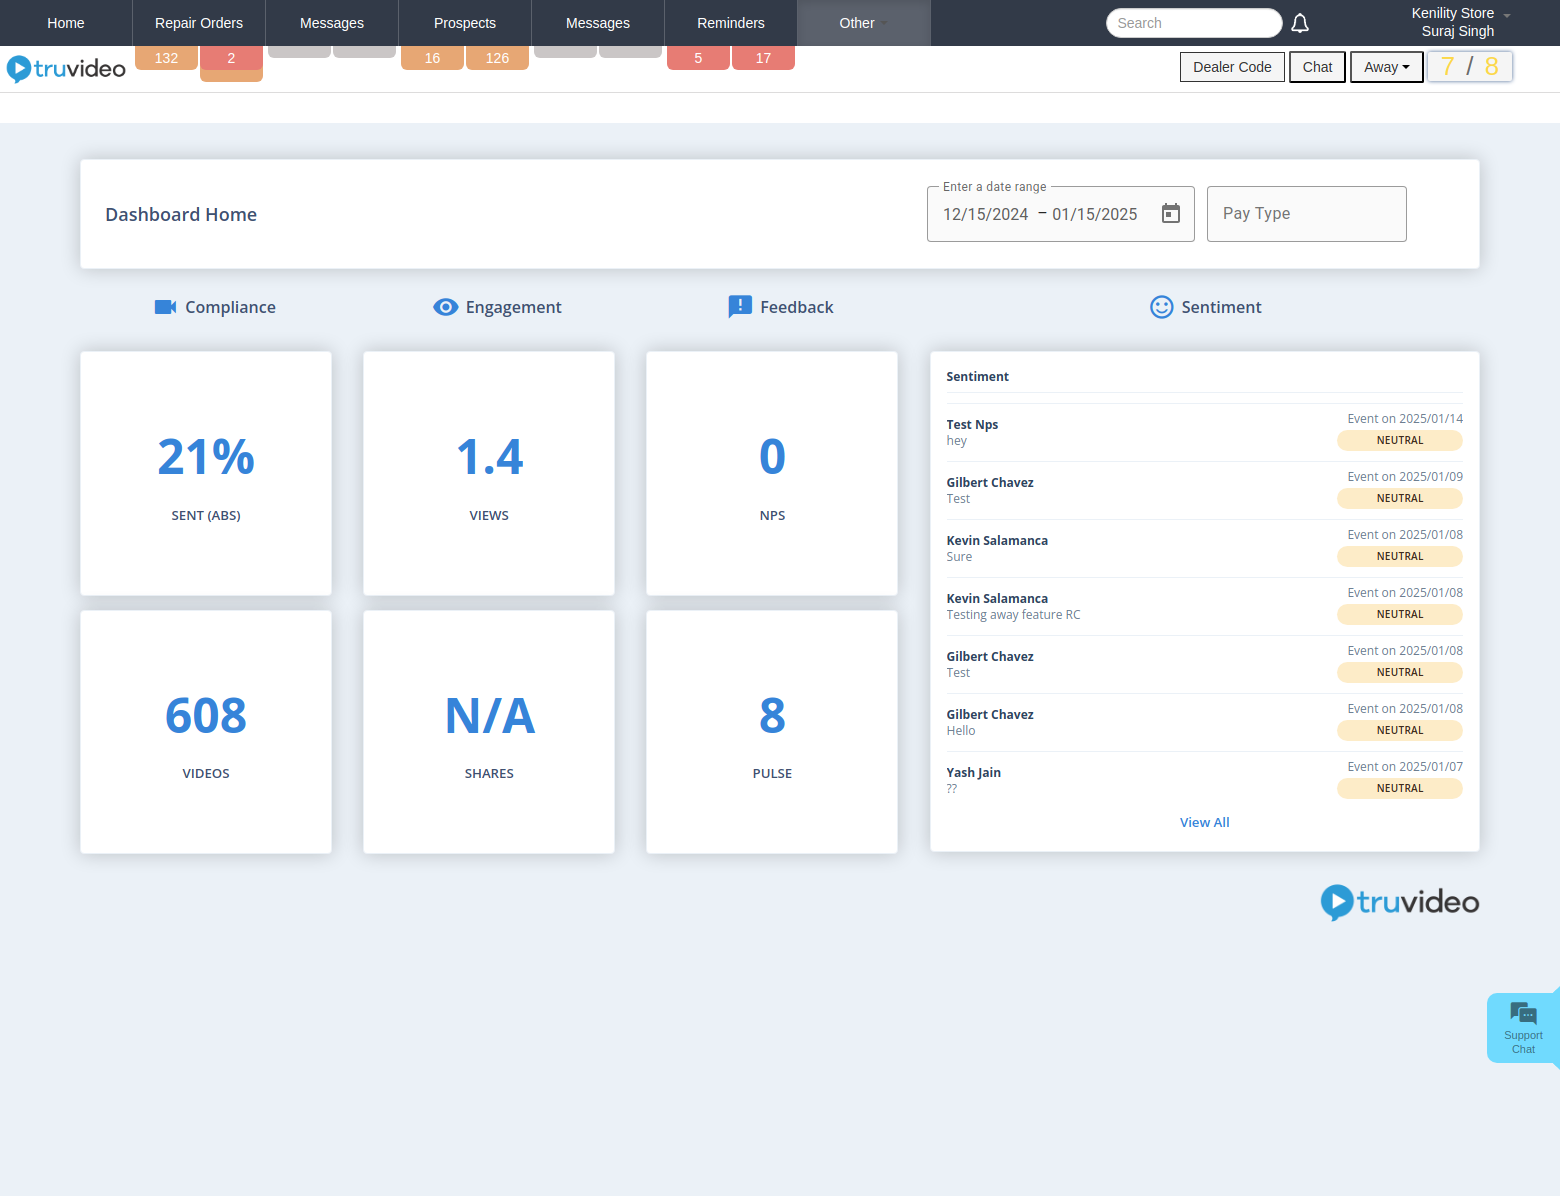 Home
Repair Orders
Messages
Prospects
Messages
Reminders
Other
Search
Kenility Store
Suraj Singh
truvideo
132
2
16
126
5
17
Dealer Code
Chat
Away
7 / 8
Dashboard Home
Enter a date range
12/15/2024 – 01/15/2025
Pay Type
Compliance
Engagement
Feedback
Sentiment
21%
SENT (ABS)
1.4
VIEWS
0
NPS
608
VIDEOS
N/A
SHARES
8
PULSE
Sentiment
Test Nps
hey
Event on 2025/01/14
NEUTRAL
Gilbert Chavez
Test
Event on 2025/01/09
NEUTRAL
Kevin Salamanca
Sure
Event on 2025/01/08
NEUTRAL
Kevin Salamanca
Testing away feature RC
Event on 2025/01/08
NEUTRAL
Gilbert Chavez
Test
Event on 2025/01/08
NEUTRAL
Gilbert Chavez
Hello
Event on 2025/01/08
NEUTRAL
Yash Jain
??
Event on 2025/01/07
NEUTRAL
View All
truvideo
Support
Chat